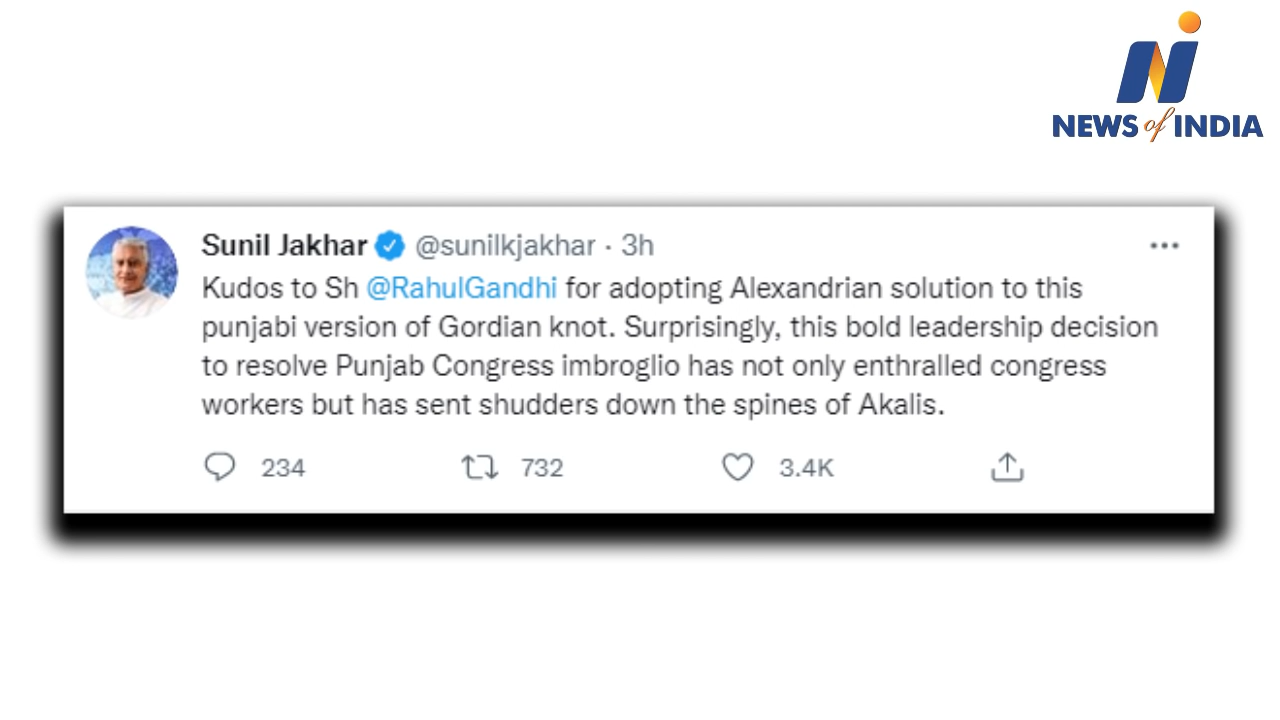 NEWS of INDIA
Sunil Jakhar @sunilkjakhar · 3h
Kudos to Sh @RahulGandhi for adopting Alexandrian solution to this
punjabi version of Gordian knot. Surprisingly, this bold leadership decision
to resolve Punjab Congress imbroglio has not only enthralled congress
workers but has sent shudders down the spines of Akalis.
234 732 3.4K